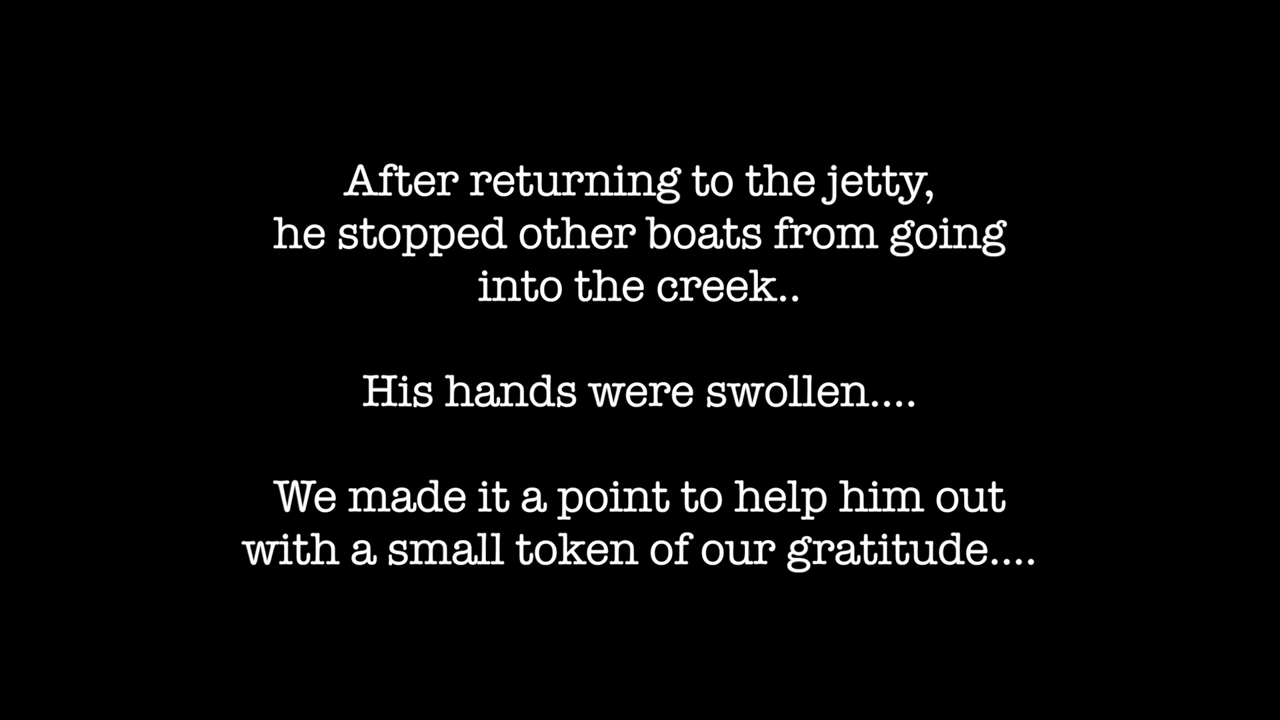 After returning to the jetty,
he stopped other boats from going
into the creek..
His hands were swollen....
We made it a point to help him out
with a small token of our gratitude....